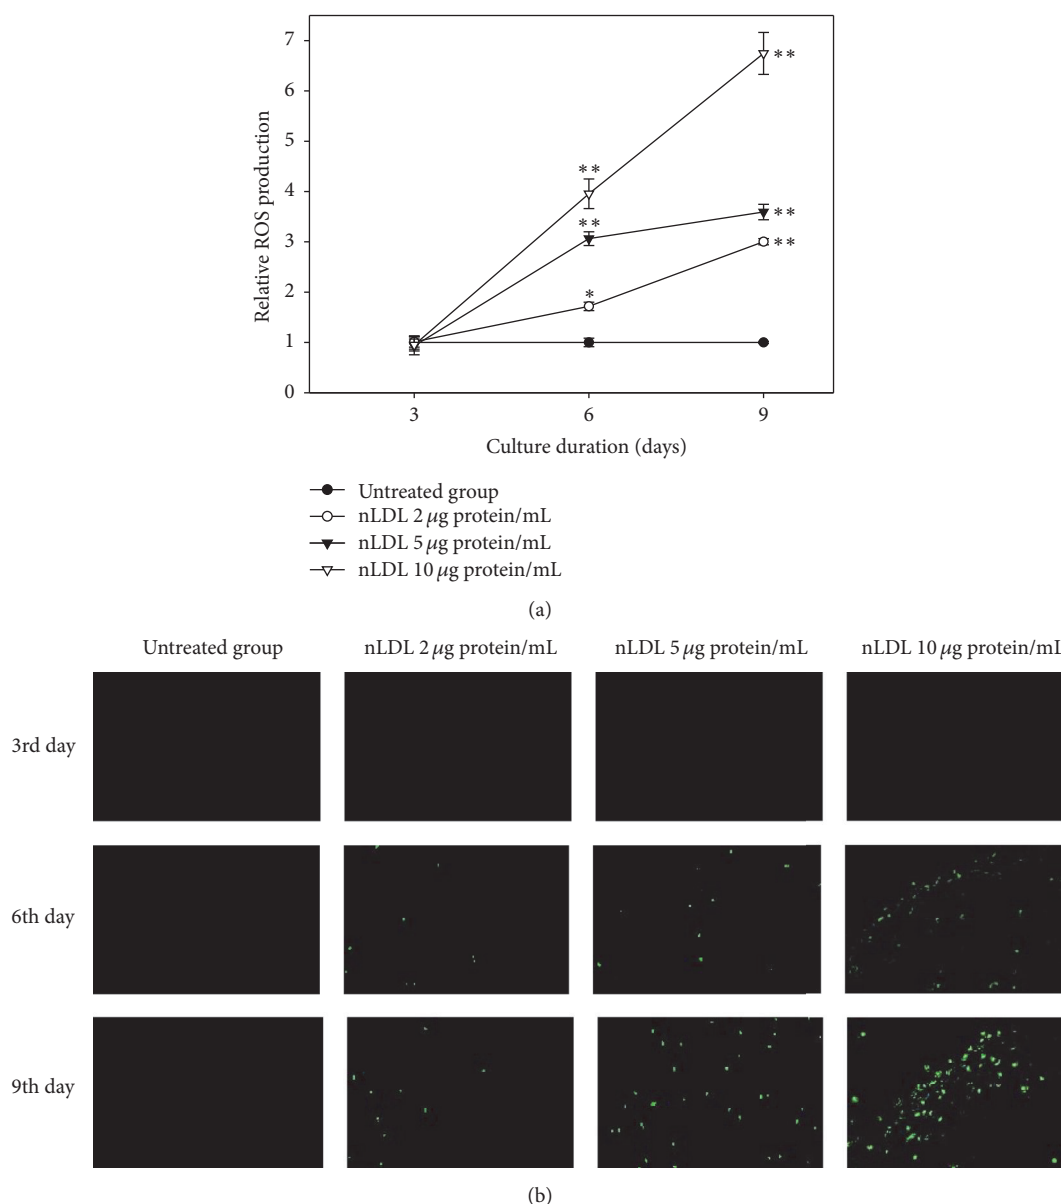 7
6
5
4
3
2
1
0
Relative ROS production
**
**
**
**
*
**
3 6 9
Culture duration (days)
Untreated group
nLDL 2 μg protein/mL
nLDL 5 μg protein/mL
nLDL 10 μg protein/mL
(a)
Untreated group nLDL 2 μg protein/mL nLDL 5 μg protein/mL nLDL 10 μg protein/mL
3rd day
6th day
9th day
(b)